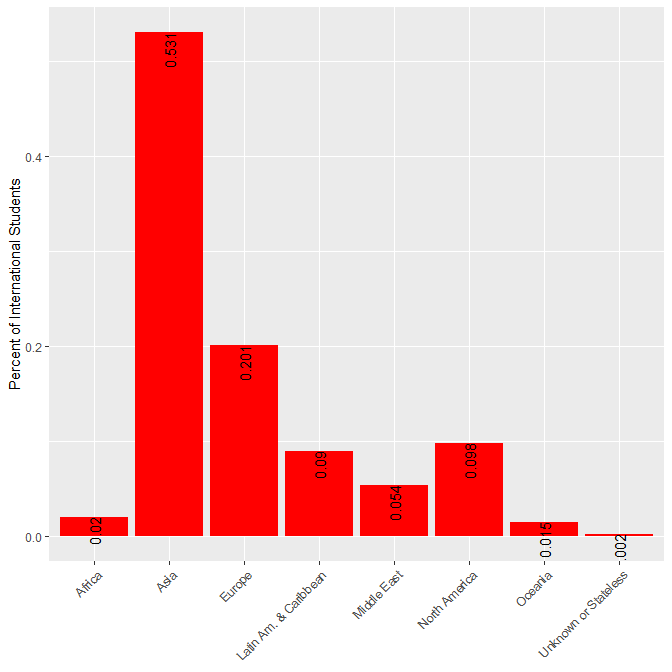 Percent of International Students
0.4
0.2
0.0
0.02
0.531
0.201
0.09
0.054
0.098
0.015
.002
Africa
Asia
Europe
Latin Am. & Caribbean
Middle East
North America
Oceania
Unknown or Stateless